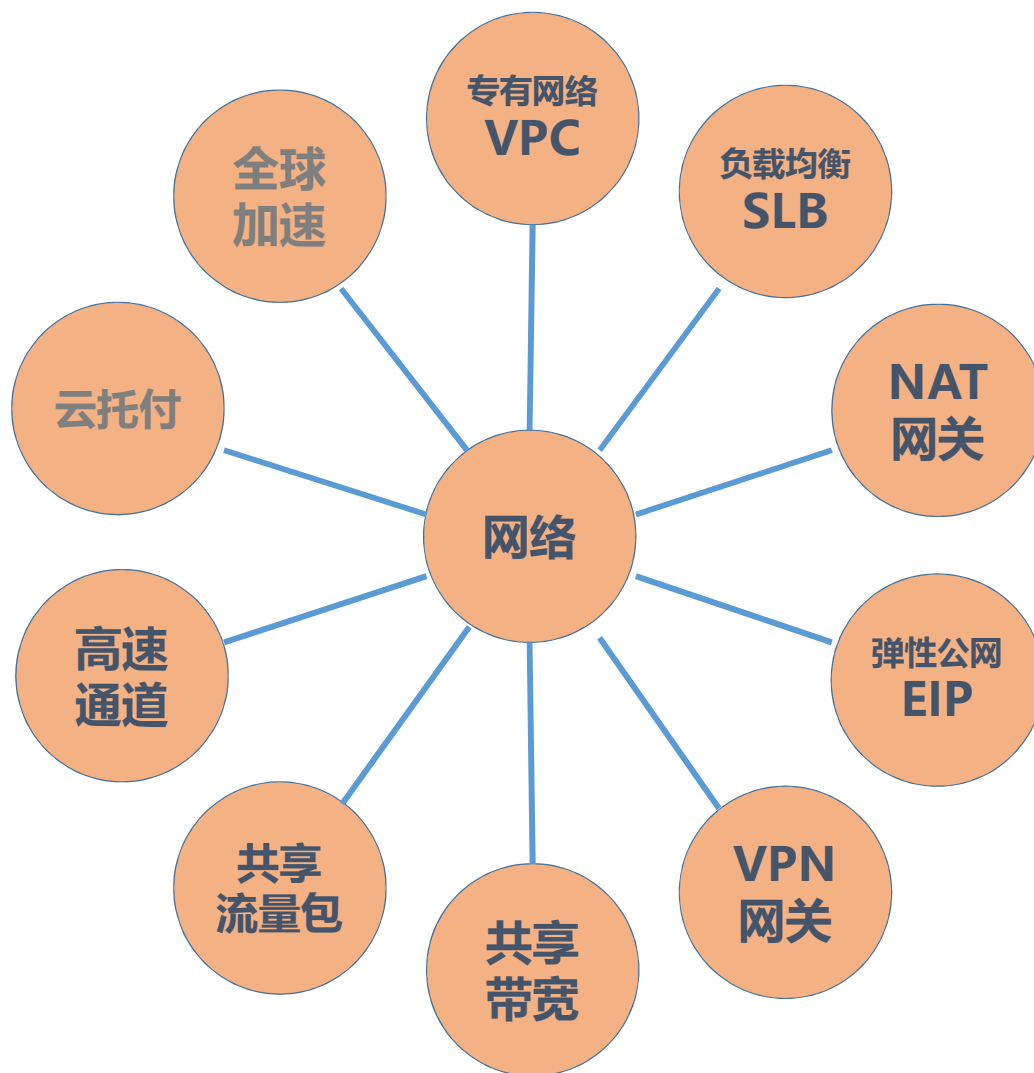 专有网络
VPC
负载均衡
SLB
NAT
网关
弹性公网
EIP
VPN
网关
共享
带宽
共享
流量包
高速
通道
云托付
全球
加速
网络